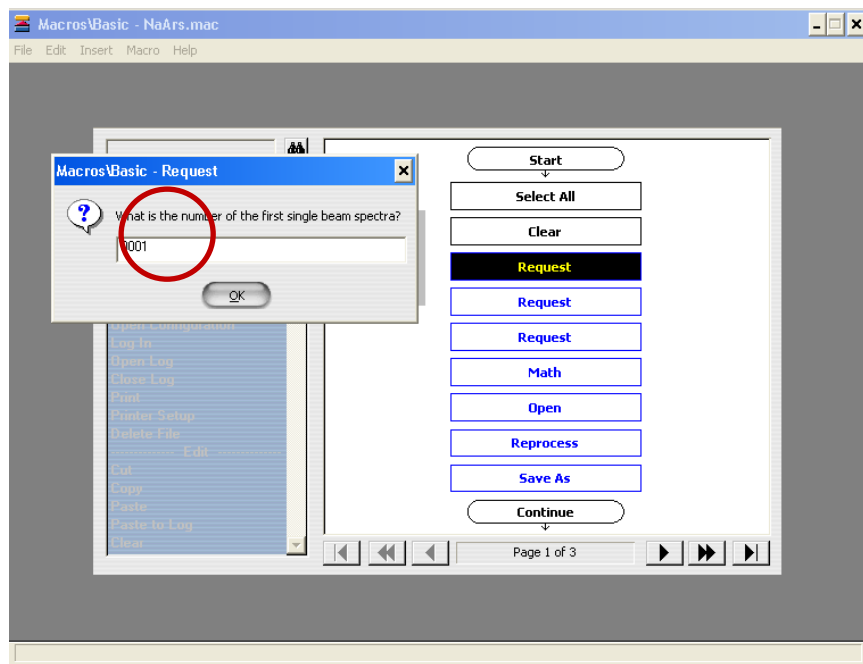 Macros\Basic - NaArs.mac
File Edit Insert Macro Help
Macros\Basic - Request
What is the number of the first single beam spectra?
0001
OK
Open Configuration
Log In
Open Log
Close Log
Print
Printer Setup
Delete File
-------------- Edit --------------
Cut
Copy
Paste
Paste to Log
Clear
Start
Select All
Clear
Request
Request
Request
Math
Open
Reprocess
Save As
Continue
Page 1 of 3